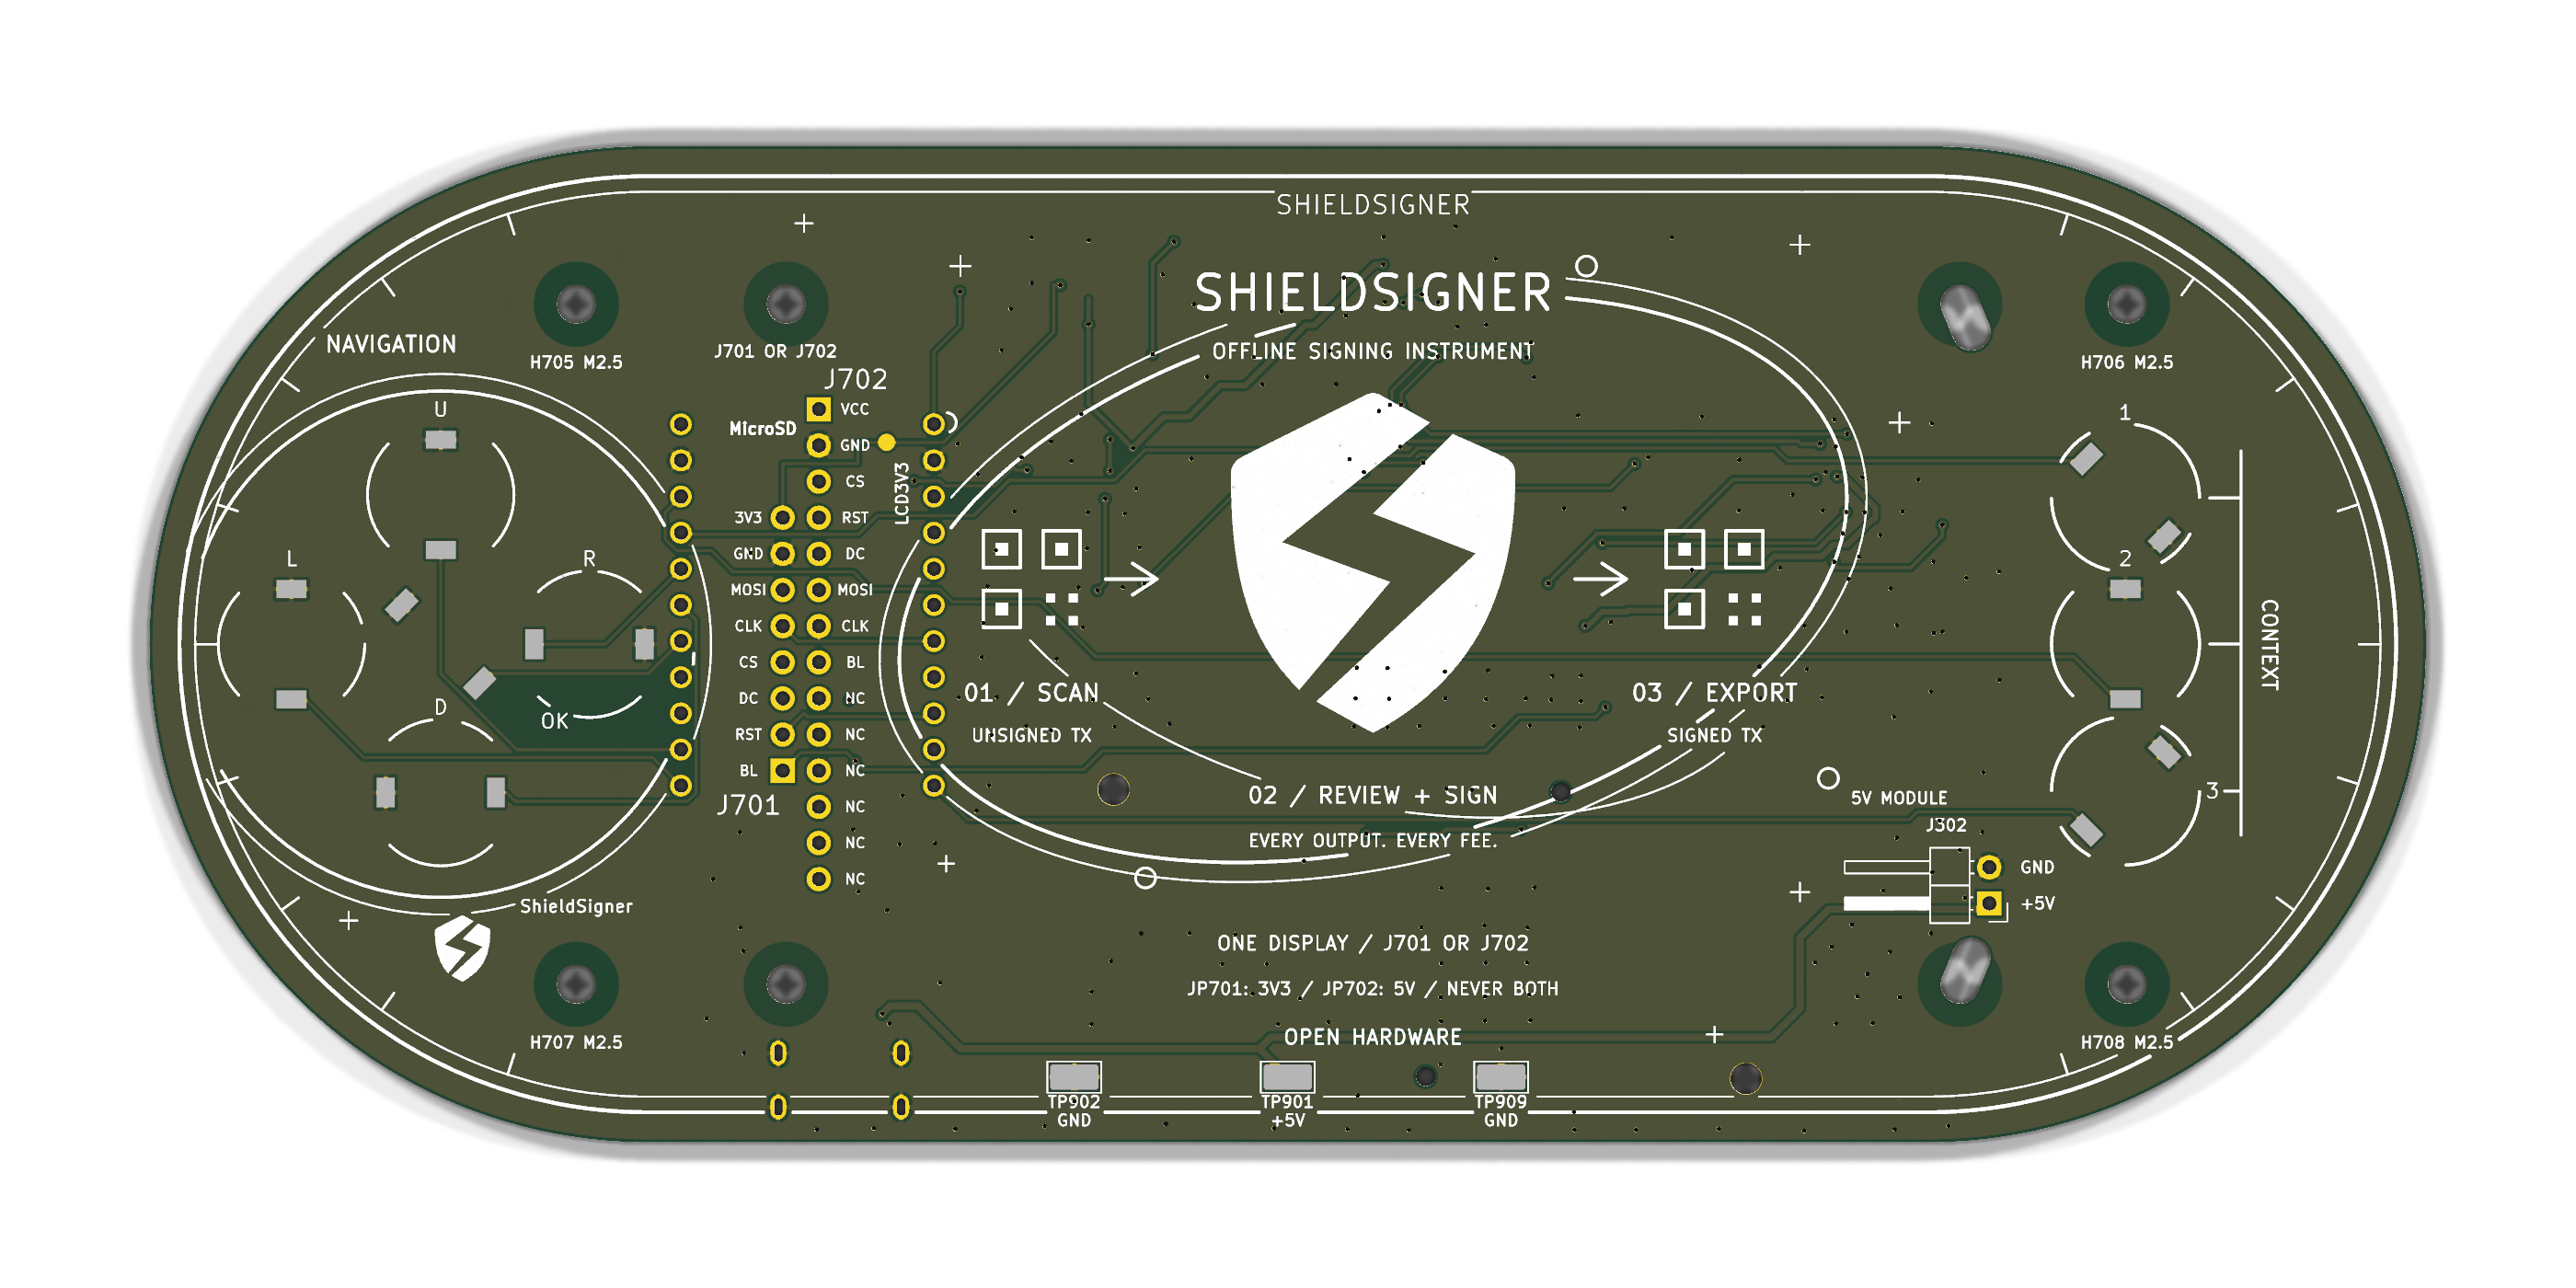 SHIELDSIGNER
SHIELDSIGNER
OFFLINE SIGNING INSTRUMENT
NAVIGATION
H705 M2.5
J701 OR J702
H706 M2.5
J702
MicroSD
LCD3V3
VCC
GND
CS
3V3 RST
GND DC
MOSI MOSI
CLK CLK
CS BL
DC NC
RST NC
BL NC
NC
NC
NC
J701
U
L
R
D
OK
1
2
3
CONTEXT
01 / SCAN
UNSIGNED TX
03 / EXPORT
SIGNED TX
02 / REVIEW + SIGN
EVERY OUTPUT. EVERY FEE.
5V MODULE
J302
GND
+5V
ShieldSigner
ONE DISPLAY / J701 OR J702
JP701: 3V3 / JP702: 5V / NEVER BOTH
OPEN HARDWARE
H707 M2.5
H708 M2.5
TP902
GND
TP901
+5V
TP909
GND